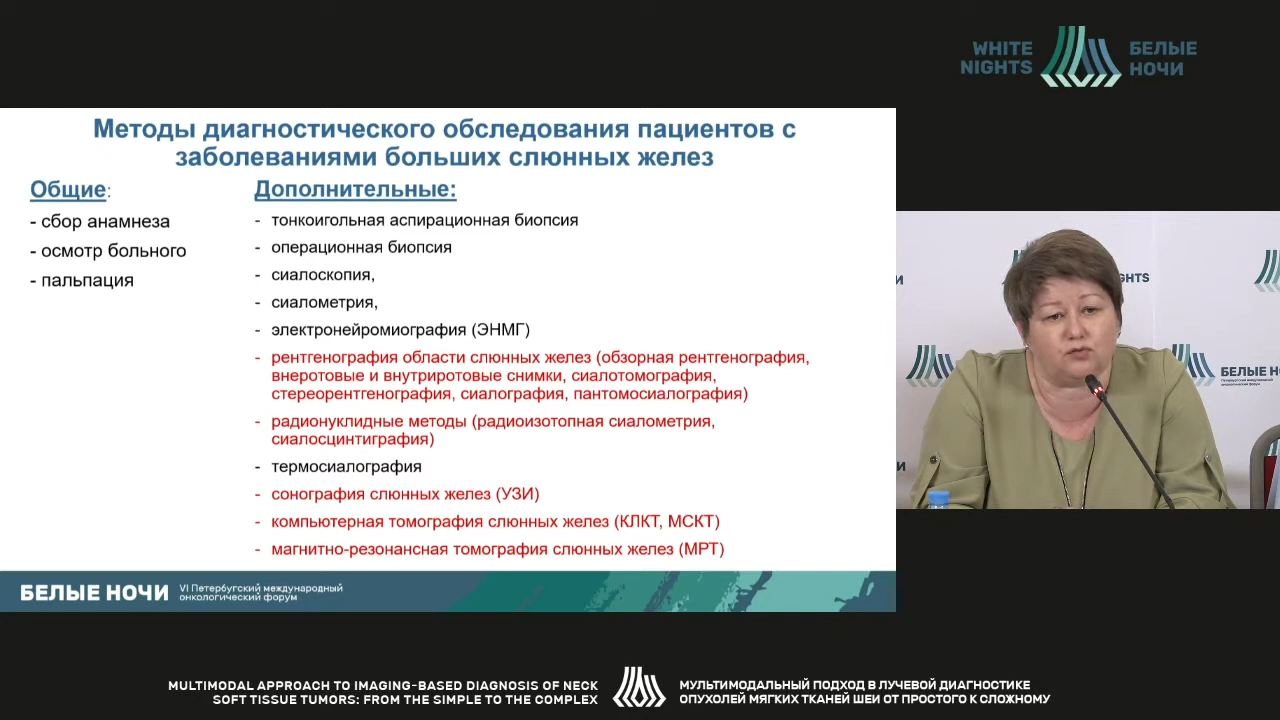 WHITE
NIGHTS
БЕЛЫЕ
НОЧИ
Методы диагностического обследования пациентов с
заболеваниями больших слюнных желез
Общие:
- сбор анамнеза
- осмотр больного
- пальпация
Дополнительные:
- тонкоигольная аспирационная биопсия
- операционная биопсия
- сиалоскопия,
- сиалометрия,
- электронейромиография (ЭНМГ)
- рентгенография области слюнных желез (обзорная рентгенография,
внеротовые и внутриротовые снимки, сиалотомография,
стереорентгенография, сиалография, пантомосиалография)
- радионуклидные методы (радиоизотопная сиалометрия,
сиалосцинтиграфия)
- термосиалография
- сонография слюнных желез (УЗИ)
- компьютерная томография слюнных желез (КЛКТ, МСКТ)
- магнитно-резонансная томография слюнных желез (МРТ)
БЕЛЫЕ НОЧИ
VI Петербугский международный
онкологический форум
GHTS
БЕЛЫЕ НО
Петербургский международный
онкологический форум
MULTIMODAL APPROACH TO IMAGING-BASED DIAGNOSIS OF NECK
SOFT TISSUE TUMORS: FROM THE SIMPLE TO THE COMPLEX
МУЛЬТИМОДАЛЬНЫЙ ПОДХОД В ЛУЧЕВОЙ ДИАГНОСТИКЕ
ОПУХОЛЕЙ МЯГКИХ ТКАНЕЙ ШЕИ ОТ ПРОСТОГО К СЛОЖНОМУ